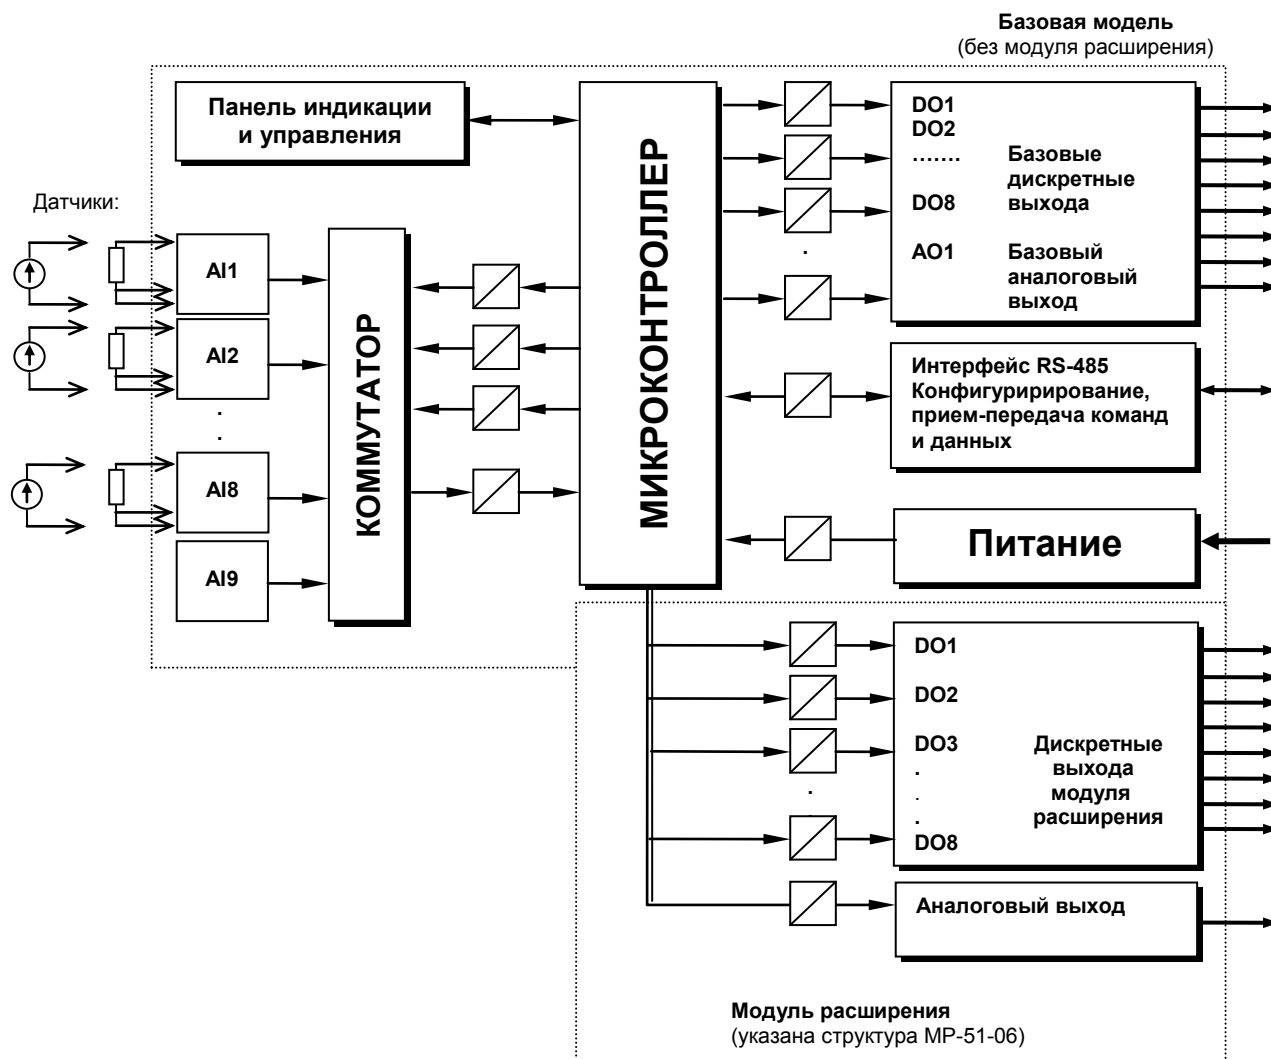 Базовая модель
(без модуля расширения)
Панель индикации
и управления
Датчики:
AI1
AI2
.
.
AI8
AI9
КОММУТАТОР
МИКРОКОНТРОЛЛЕР
.
DO1
DO2
.......
Базовые
дискретные
DO8
выхода
AO1
Базовый
аналоговый
выход
Интерфейс RS-485
Конфигуририрование,
прием-передача команд
и данных
Питание
DO1
DO2
DO3
Дискретные
.
выхода
.
модуля
.
расширения
DO8
.
Аналоговый выход
Модуль расширения
(указана структура МР-51-06)